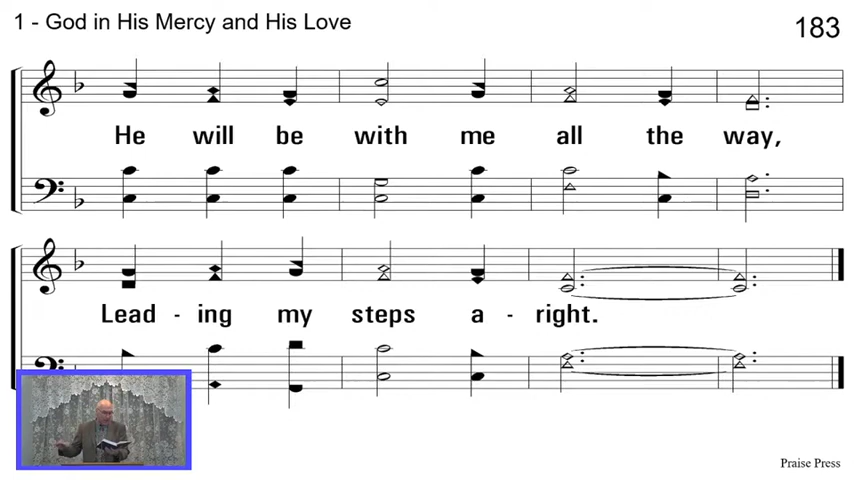 1 - God in His Mercy and His Love
183
He will be with me all the way,
Lead - ing my steps a - right.
Praise Press